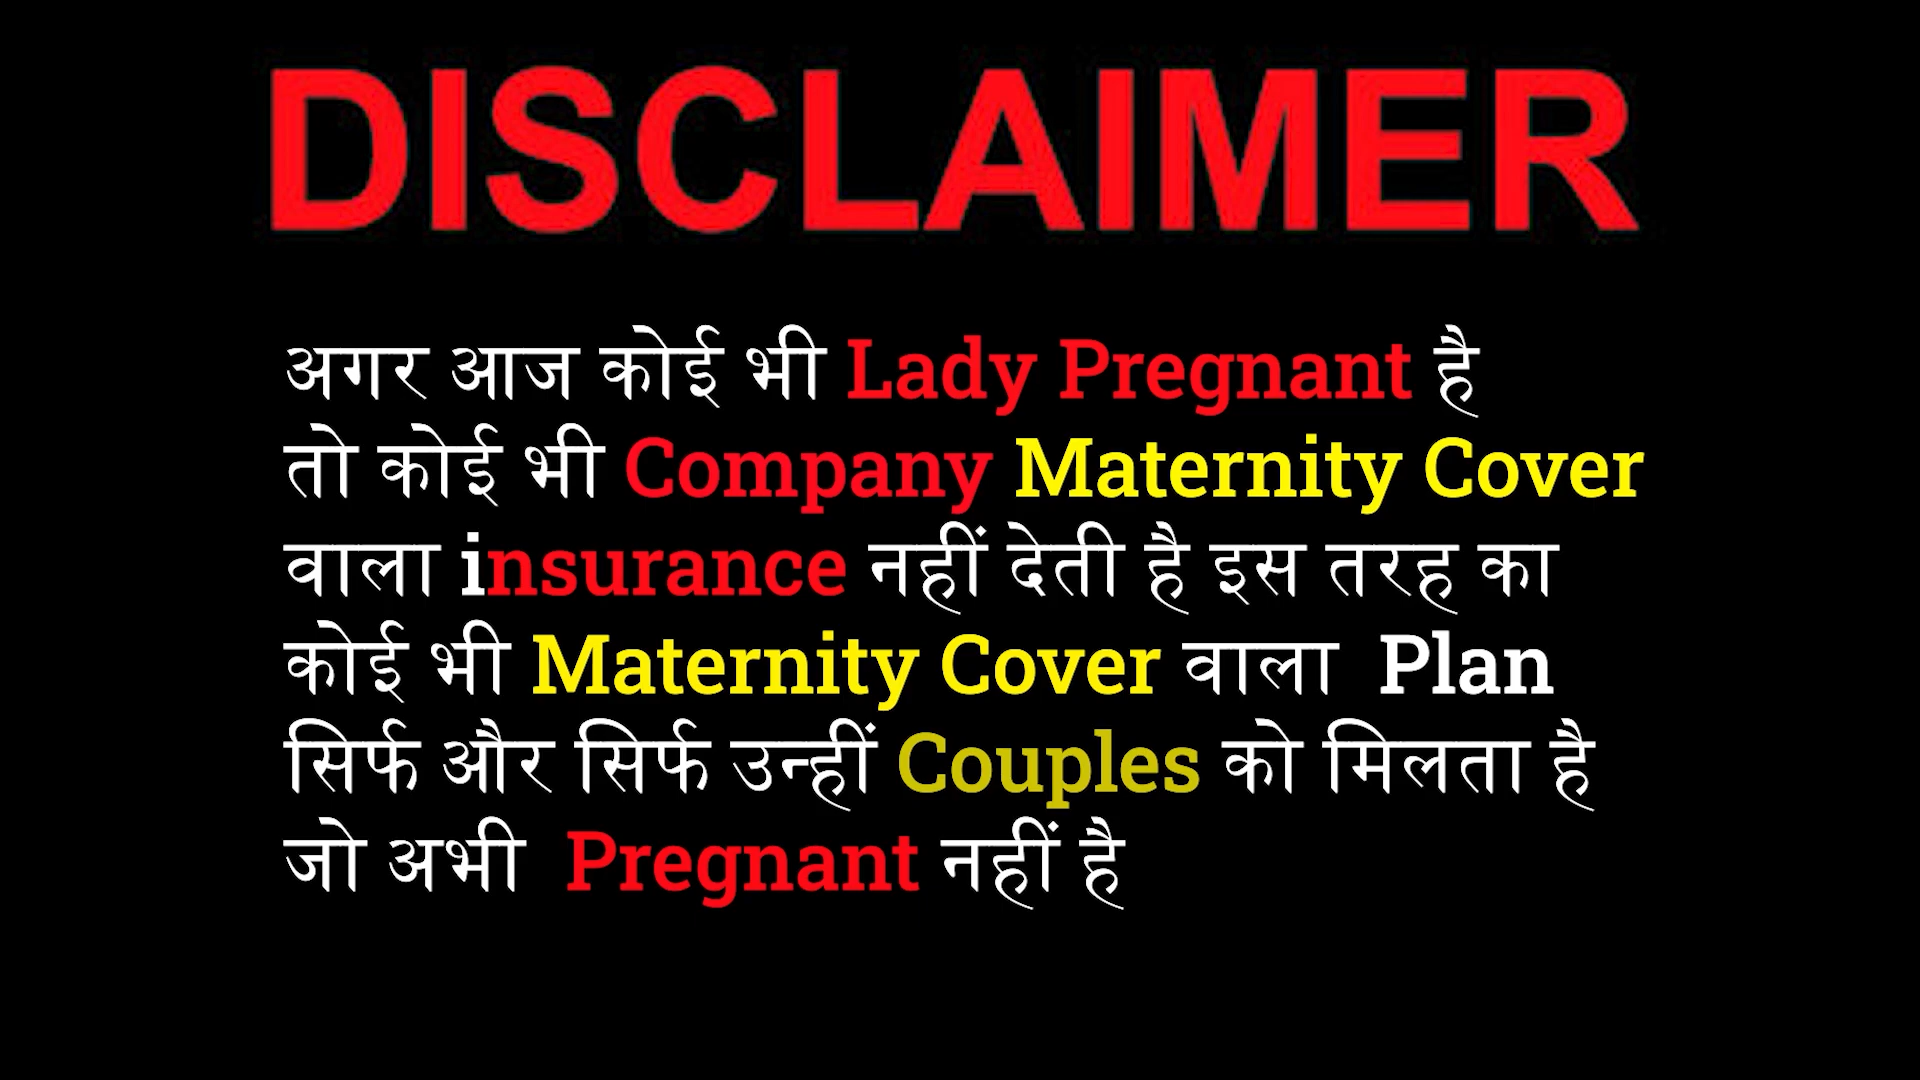 DISCLAIMER
अगर आज कोई भी Lady Pregnant है
तो कोई भी Company Maternity Cover
वाला insurance नहीं देती है इस तरह का
कोई भी Maternity Cover वाला Plan
सिर्फ और सिर्फ उन्हीं Couples को मिलता है
जो अभी Pregnant नहीं है